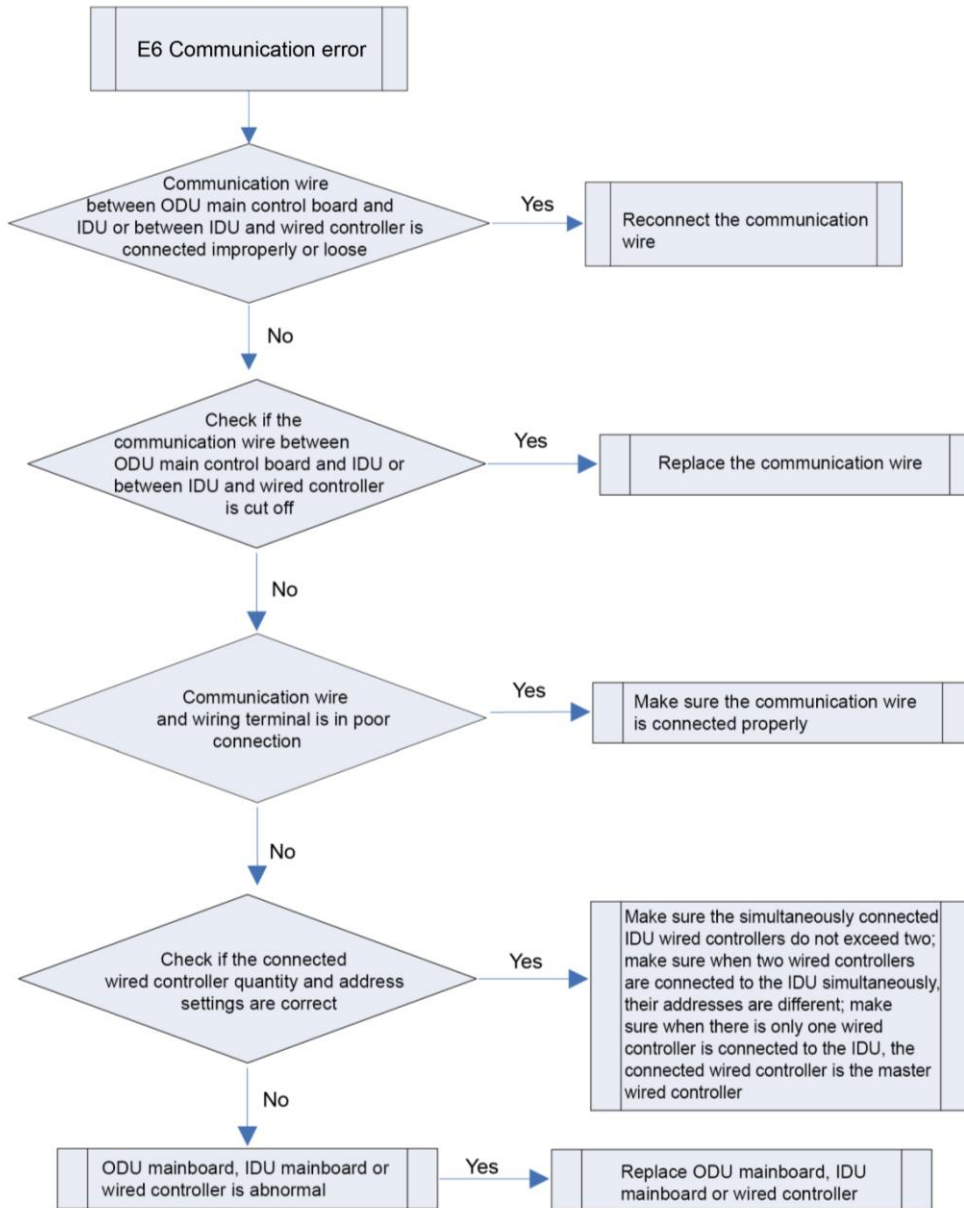 E6 Communication error
Communication wire
between ODU main control board and
IDU or between IDU and wired controller is
connected improperly or loose
Yes
Reconnect the communication
wire
No
Check if the
communication wire between
ODU main control board and IDU or
between IDU and wired controller
is cut off
Yes
Replace the communication wire
No
Communication wire
and wiring terminal is in poor
connection
Yes
Make sure the communication wire
is connected properly
No
Check if the connected
wired controller quantity and address
settings are correct
Yes
Make sure the simultaneously connected
IDU wired controllers do not exceed two;
make sure when two wired controllers
are connected to the IDU simultaneously,
their addresses are different; make
sure when there is only one wired
controller is connected to the IDU, the
connected wired controller is the master
wired controller
No
ODU mainboard, IDU mainboard or
wired controller is abnormal
Yes
Replace ODU mainboard, IDU
mainboard or wired controller